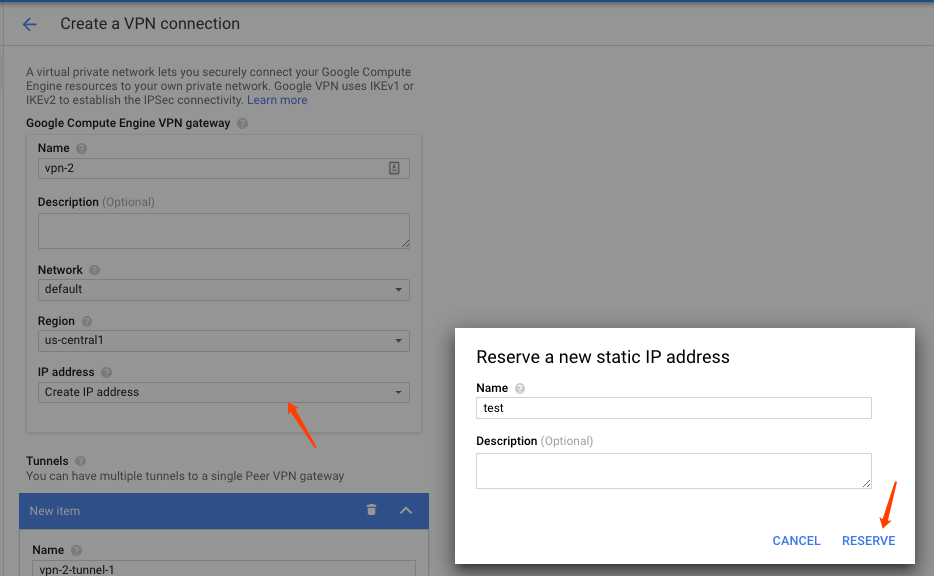 Create a VPN connection
A virtual private network lets you securely connect your Google Compute
Engine resources to your own private network. Google VPN uses IKEv1 or
IKEv2 to establish the IPSec connectivity. Learn more
Google Compute Engine VPN gateway ?
Name ?
vpn-2
Description (Optional)
Network ?
default
Region ?
us-central1
IP address ?
Create IP address
Tunnels ?
You can have multiple tunnels to a single Peer VPN gateway
New item
Name ?
vpn-2-tunnel-1
Reserve a new static IP address
Name ?
test
Description (Optional)
CANCEL RESERVE